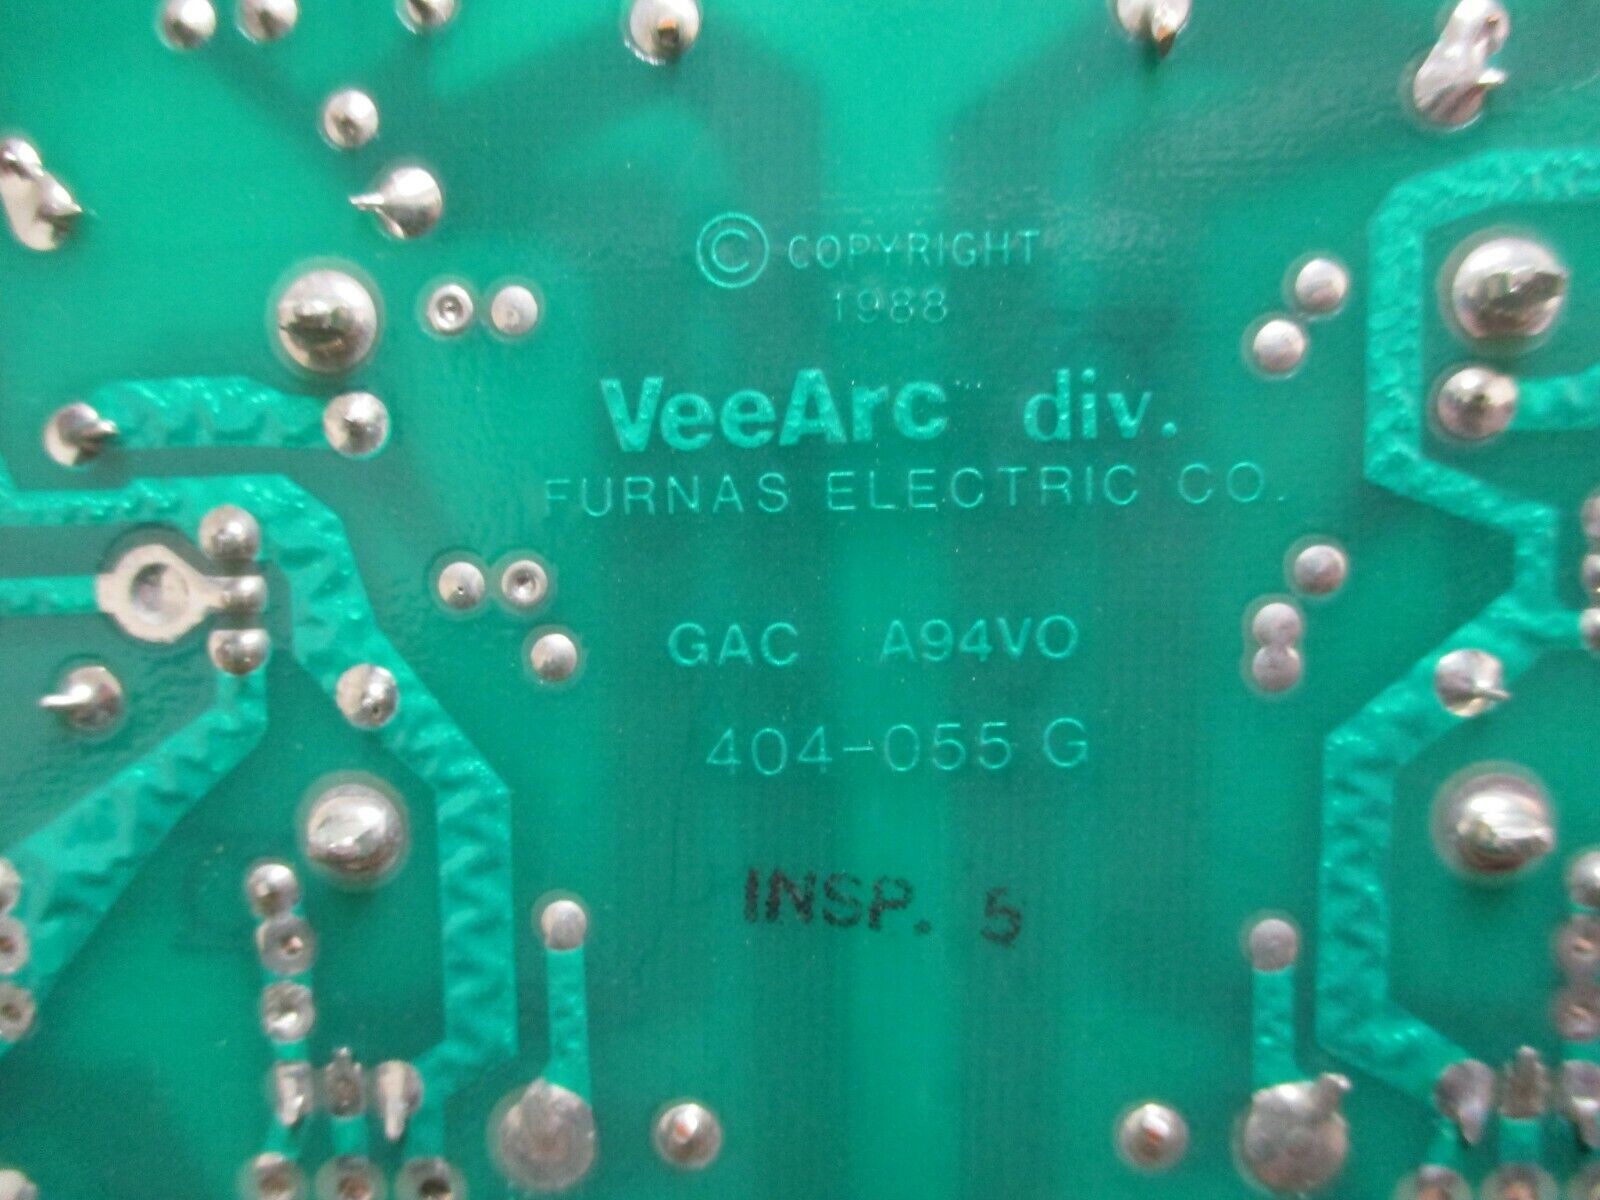 © COPYRIGHT
1988
VeeArc™ div.
FURNAS ELECTRIC CO.
GAC A94VO
404-055 G
INSP. 5